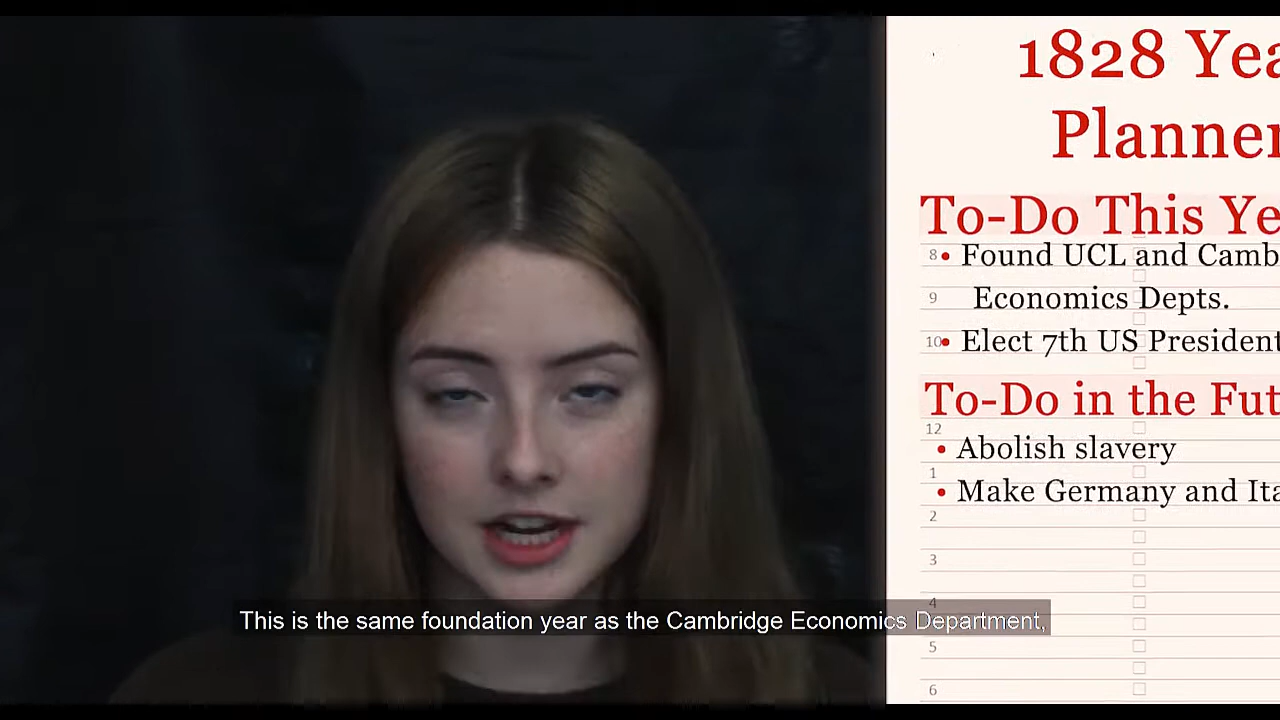 1828 Yea
Planner
To-Do This Ye
8 • Found UCL and Camb
9 Economics Depts.
10 • Elect 7th US President
To-Do in the Fut
12
• Abolish slavery
1
• Make Germany and Ita
2
3
4
This is the same foundation year as the Cambridge Economics Department,
5
6